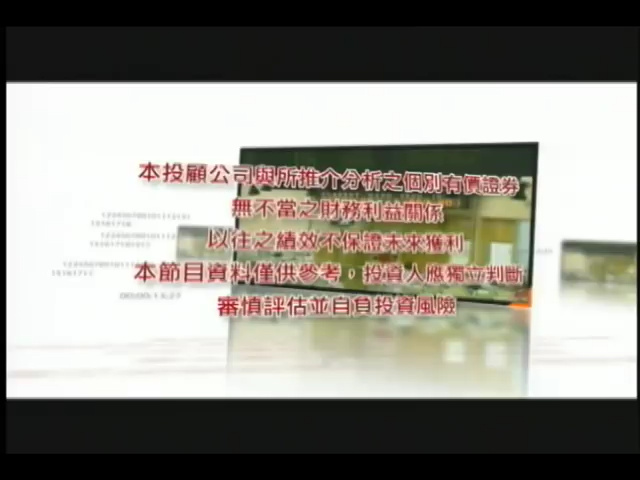 本投顧公司與所推介分析之個別有價證券
無不當之財務利益關係
以往之績效不保證未來獲利
本節目資料僅供參考，投資人應獨立判斷
審慎評估並自負投資風險